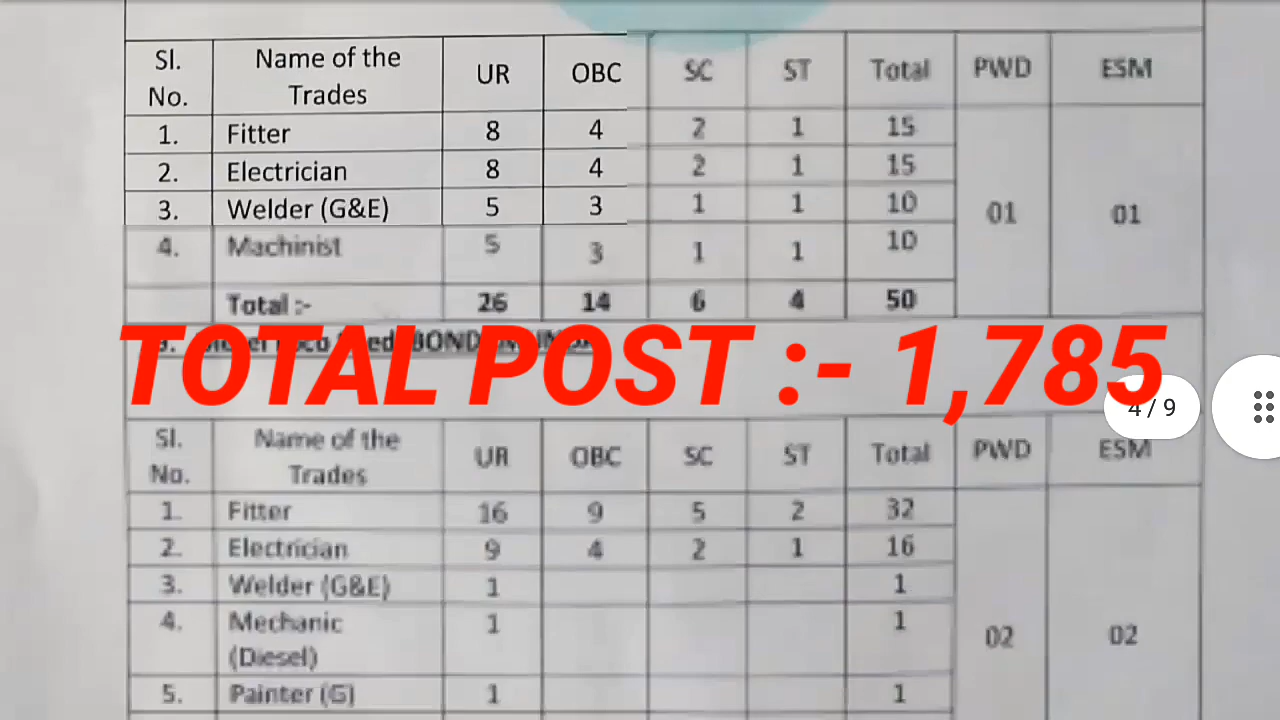 Sl. No. Name of the Trades UR OBC SC ST Total PWD ESM
1. Fitter 8 4 2 1 15
2. Electrician 8 4 2 1 15
3. Welder (G&E) 5 3 1 1 10 01 01
4. Machinist 5 3 1 1 10
Total :- 26 14 6 4 50
TOTAL POST :- 1,785
4 / 9
Sl. No. Name of the Trades UR OBC SC ST Total PWD ESM
1. Fitter 16 9 5 2 32
2. Electrician 9 4 2 1 16
3. Welder (G&E) 1 1
4. Mechanic (Diesel) 1 1 02 02
5. Painter (G) 1 1